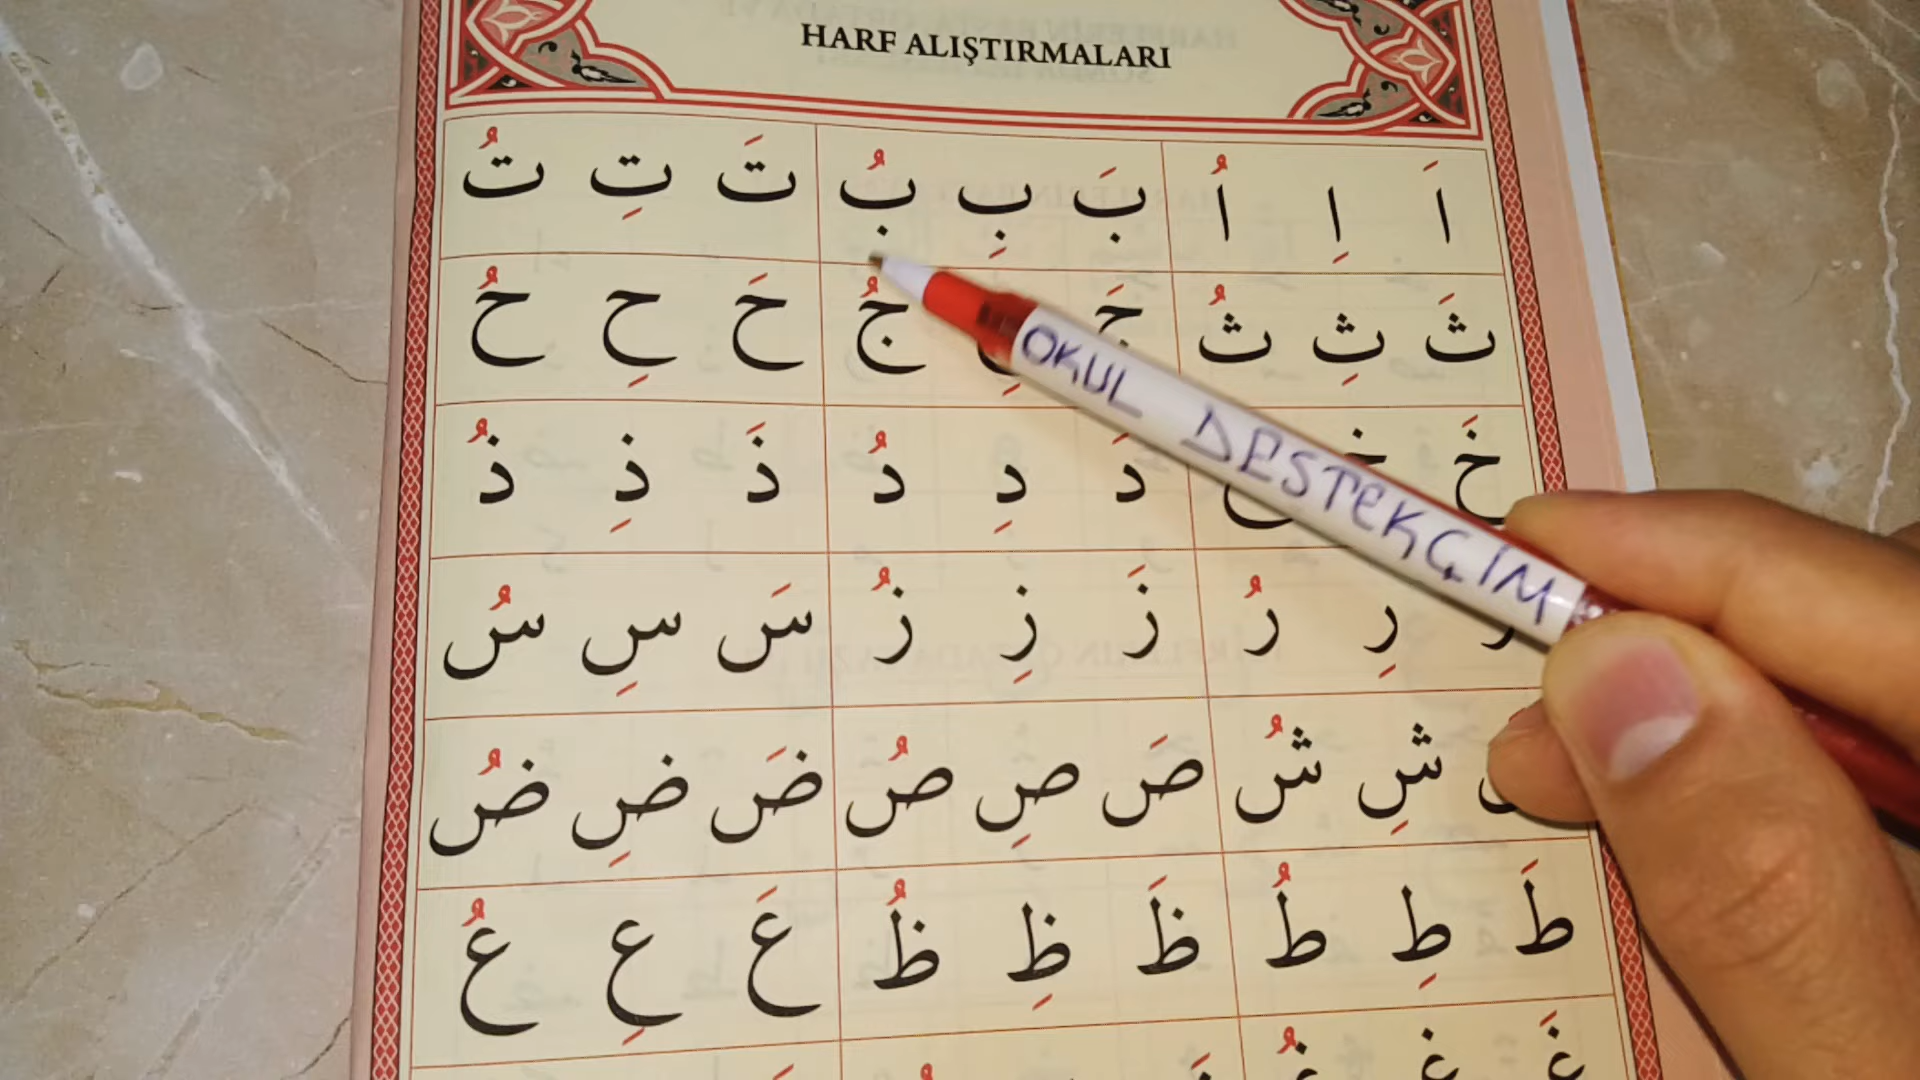 HARF ALIŞTIRMALARI
اَ اِ اُ بَ بِ بُ تَ تِ تُ
ثَ ثِ ثُ جَ جُ حَ حِ حُ
خَ دَ دِ دُ ذَ ذِ ذُ
رِ رُ زَ زِ زُ سَ سِ سُ
شِ شُ صَ صِ صُ ضَ ضِ ضُ
طَ طِ طُ ظَ ظِ ظُ عَ عِ عُ
OKUL DESTEKÇİM